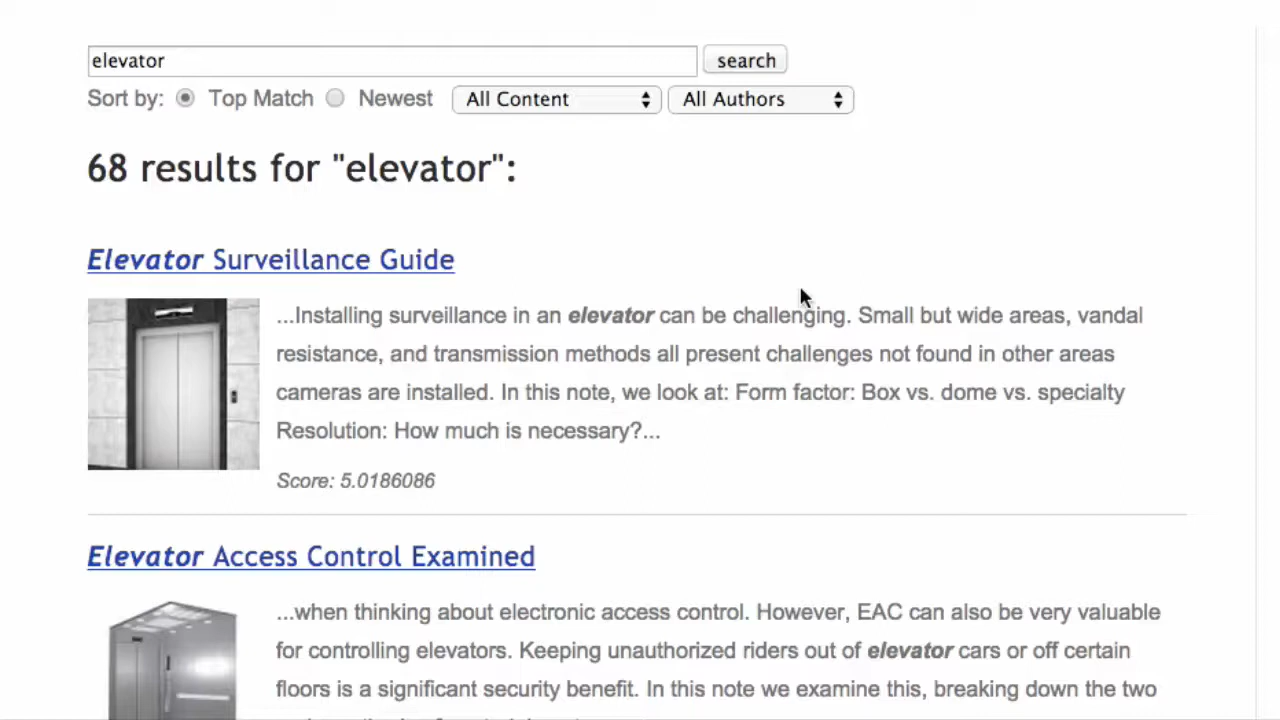 elevator
search
Sort by: Top Match Newest All Content All Authors
68 results for "elevator":
Elevator Surveillance Guide
...Installing surveillance in an elevator can be challenging. Small but wide areas, vandal
resistance, and transmission methods all present challenges not found in other areas
cameras are installed. In this note, we look at: Form factor: Box vs. dome vs. specialty
Resolution: How much is necessary?...
Score: 5.0186086
Elevator Access Control Examined
...when thinking about electronic access control. However, EAC can also be very valuable
for controlling elevators. Keeping unauthorized riders out of elevator cars or off certain
floors is a significant security benefit. In this note we examine this, breaking down the two